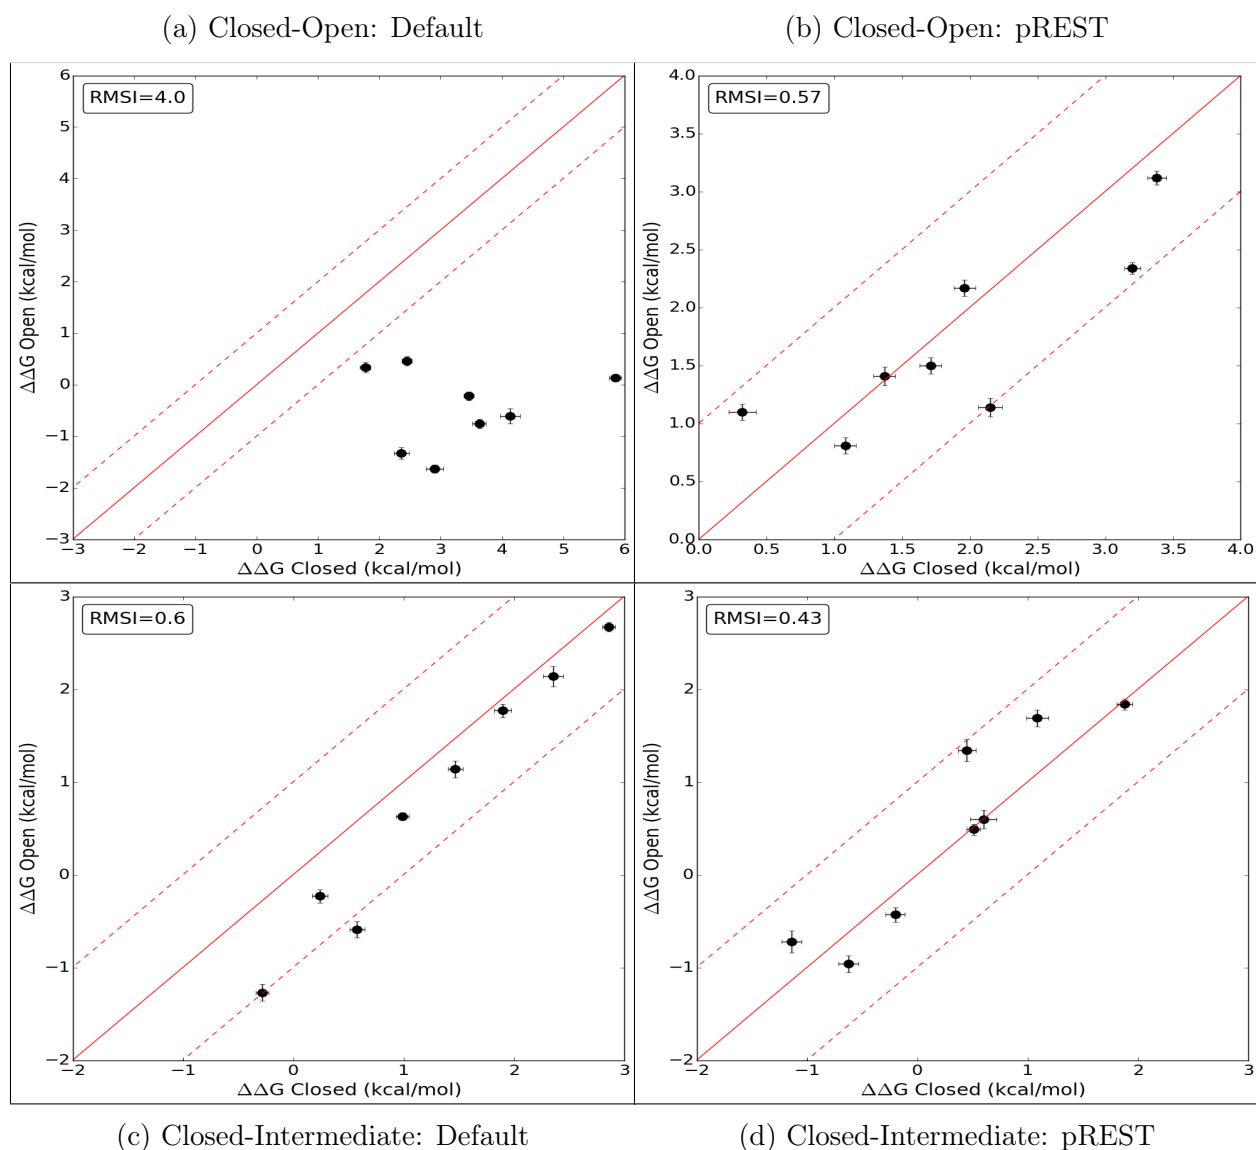 (a) Closed-Open: Default
(b) Closed-Open: pREST
RMSI=4.0
6
5
4
3
2
1
0
−1
−2
−3
ΔΔG Open (kcal/mol)
−3 −2 −1 0 1 2 3 4 5 6
ΔΔG Closed (kcal/mol)
RMSI=0.57
4.0
3.5
3.0
2.5
2.0
1.5
1.0
0.5
0.0
ΔΔG Open (kcal/mol)
0.0 0.5 1.0 1.5 2.0 2.5 3.0 3.5 4.0
ΔΔG Closed (kcal/mol)
RMSI=0.6
3
2
1
0
−1
−2
ΔΔG Open (kcal/mol)
−2 −1 0 1 2 3
ΔΔG Closed (kcal/mol)
RMSI=0.43
3
2
1
0
−1
−2
ΔΔG Open (kcal/mol)
−2 −1 0 1 2 3
ΔΔG Closed (kcal/mol)
(c) Closed-Intermediate: Default
(d) Closed-Intermediate: pREST